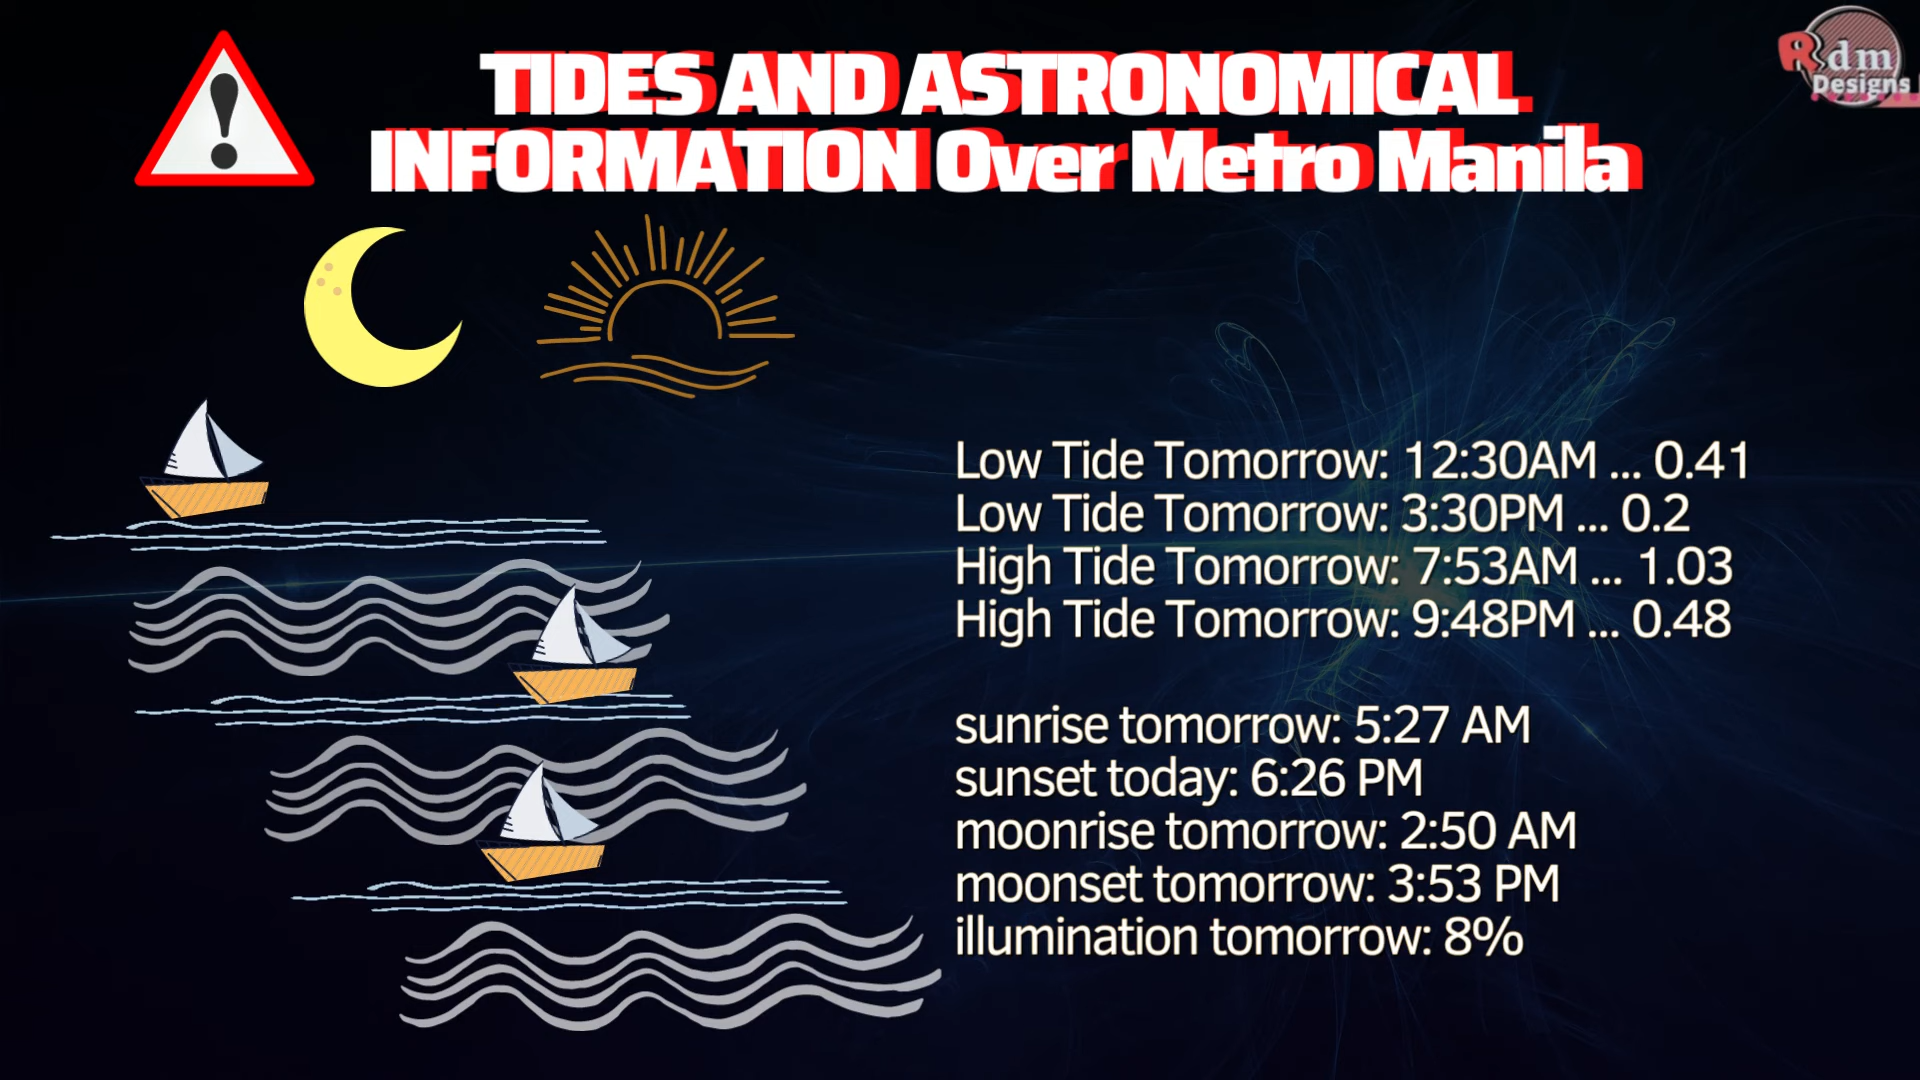 TIDES AND ASTRONOMICAL
INFORMATION Over Metro Manila
Rdm
Designs
Low Tide Tomorrow: 12:30AM ... 0.41
Low Tide Tomorrow: 3:30PM ... 0.2
High Tide Tomorrow: 7:53AM ... 1.03
High Tide Tomorrow: 9:48PM ... 0.48
sunrise tomorrow: 5:27 AM
sunset today: 6:26 PM
moonrise tomorrow: 2:50 AM
moonset tomorrow: 3:53 PM
illumination tomorrow: 8%